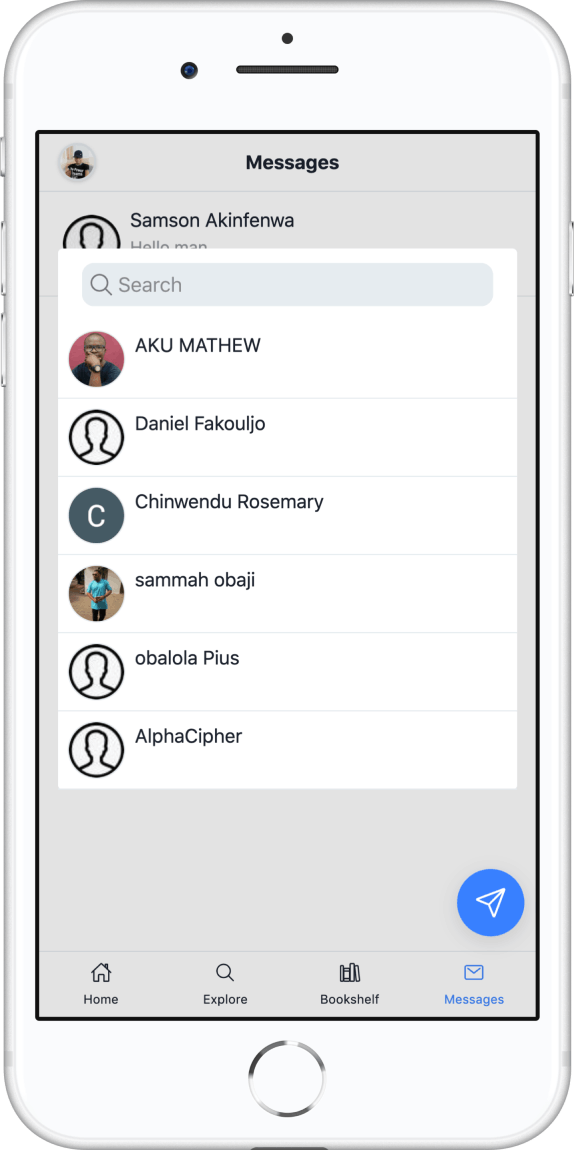 Messages
Samson Akinfenwa
Hello man
Search
AKU MATHEW
Daniel Fakouljo
Chinwendu Rosemary
C
sammah obaji
obalola Pius
AlphaCipher
Home
Explore
Bookshelf
Messages